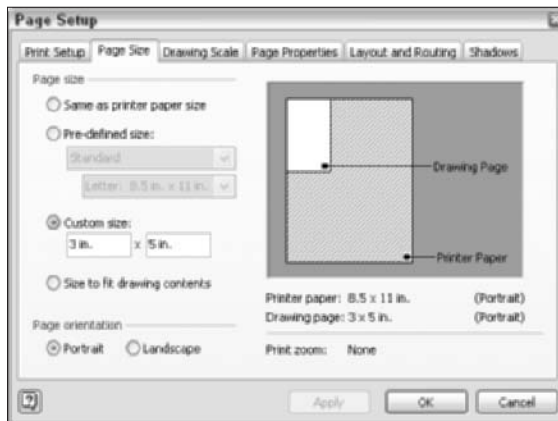 Page Setup
Print Setup Page Size Drawing Scale Page Properties Layout and Routing Shadows
Page size
Same as printer paper size
Pre-defined size:
Standard
Letter: 8.5 in. x 11 in.
Custom size:
3 in. x 5 in.
Size to fit drawing contents
Page orientation
Portrait Landscape
Drawing Page
Printer Paper
Printer paper: 8.5 x 11 in. (Portrait)
Drawing page: 3 x 5 in. (Portrait)
Print zoom: None
?
Apply OK Cancel